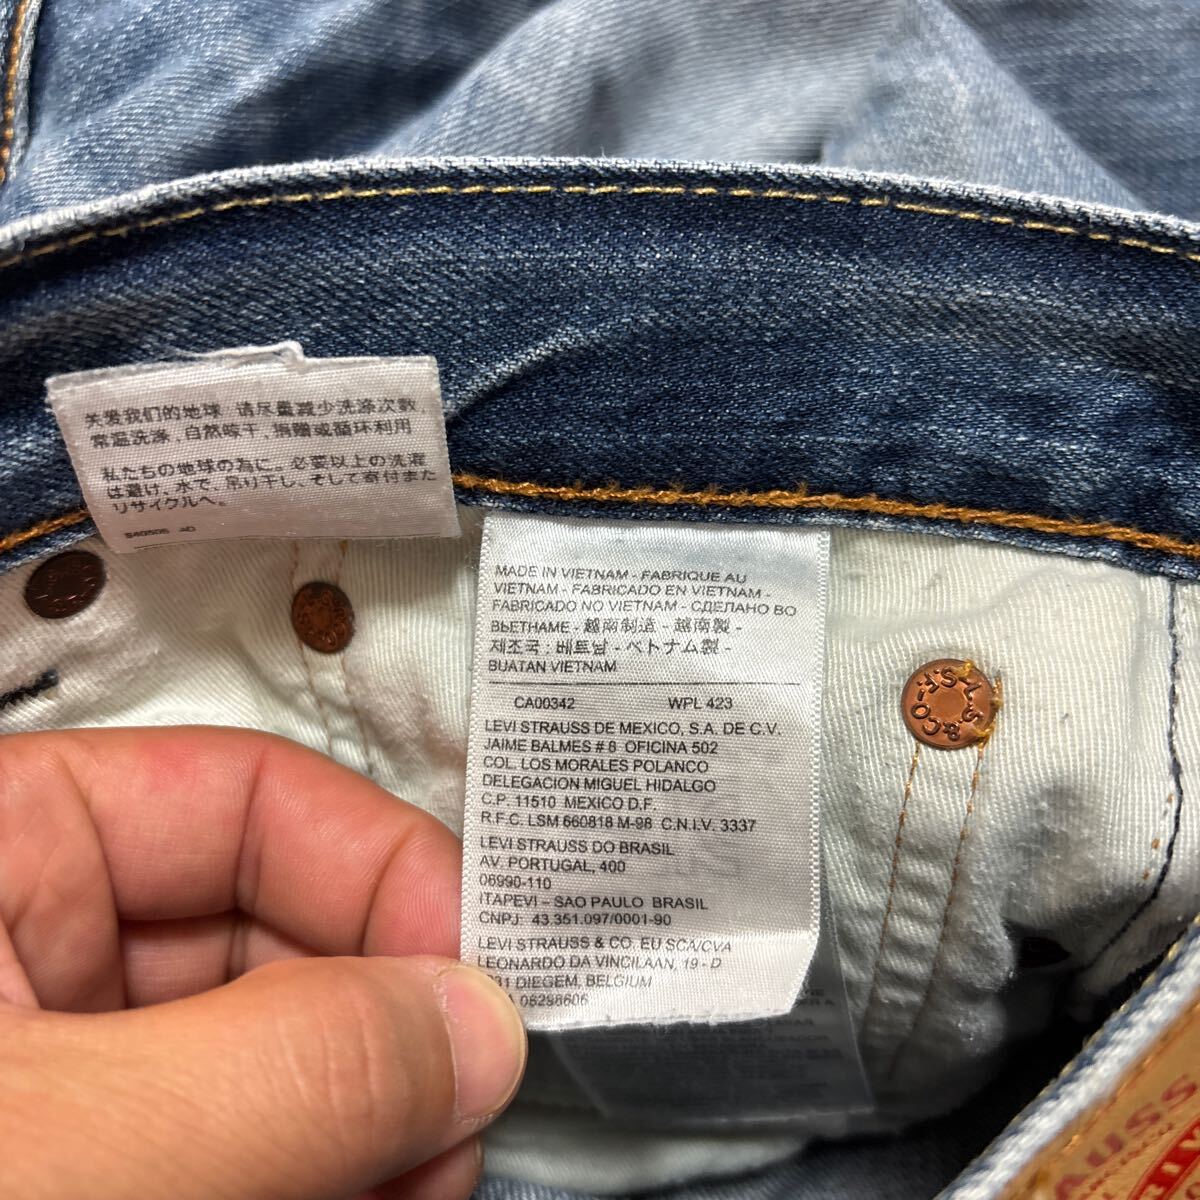 关爱我们的地球 请尽量减少洗涤次数,
常温洗涤,自然晾干,捐赠或循环利用
私たちの地球の為に。必要以上の洗濯
は避け、水で、吊り干し、そして寄付また
リサイクルへ。
S40505 4D
MADE IN VIETNAM - FABRIQUE AU
VIETNAM - FABRICADO EN VIETNAM -
FABRICADO NO VIETNAM - СДЕЛАНО ВО
ВЬЕТНАМЕ - 越南制造 - 越南製 -
제조국 : 베트남 - ベトナム製 -
BUATAN VIETNAM
CA00342 WPL 423
LEVI STRAUSS DE MEXICO, S.A. DE C.V.
JAIME BALMES # 8 OFICINA 502
COL. LOS MORALES POLANCO
DELEGACION MIGUEL HIDALGO
C.P. 11510 MEXICO D.F.
R.F.C. LSM 660818 M-98 C.N.I.V. 3337
LEVI STRAUSS DO BRASIL
AV. PORTUGAL, 400
06990-110
ITAPEVI – SAO PAULO BRASIL
CNPJ: 43.351.097/0001-90
LEVI STRAUSS & CO. EU SCA/CVA
LEONARDO DA VINCILAAN, 19 - D
DIEGEM, BELGIUM
06298606
L.S.&CO-S.F.